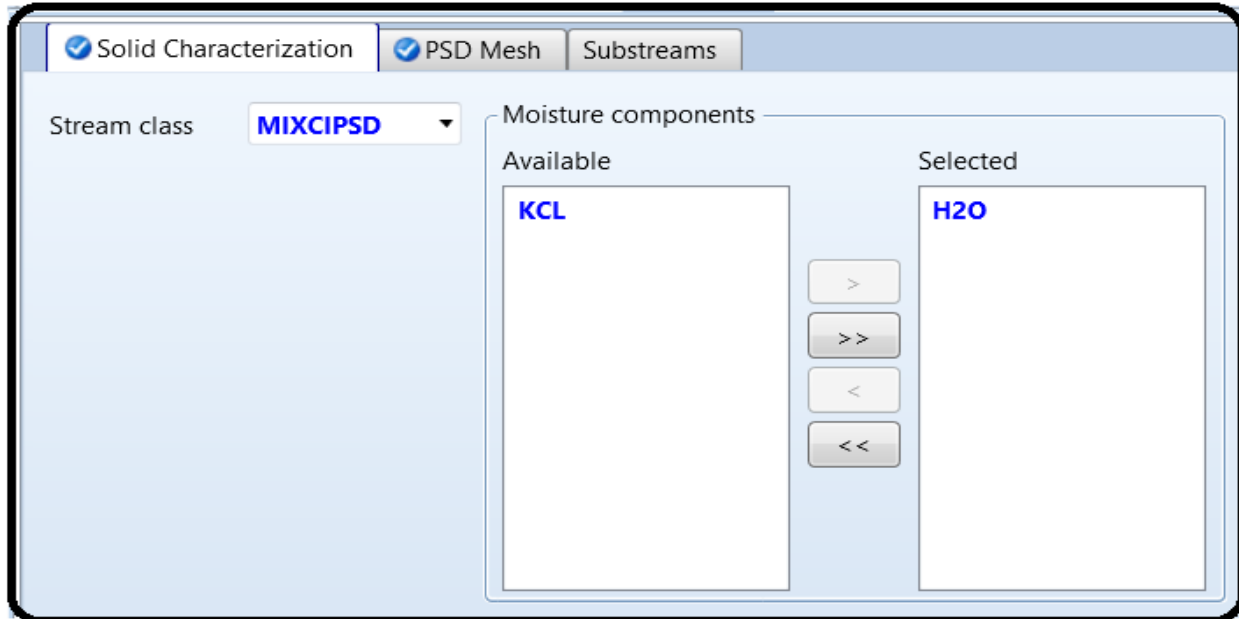 Solid Characterization PSD Mesh Substreams
Stream class MIXCIPSD
Moisture components
Available Selected
KCL H2O
>
>>
<
<<